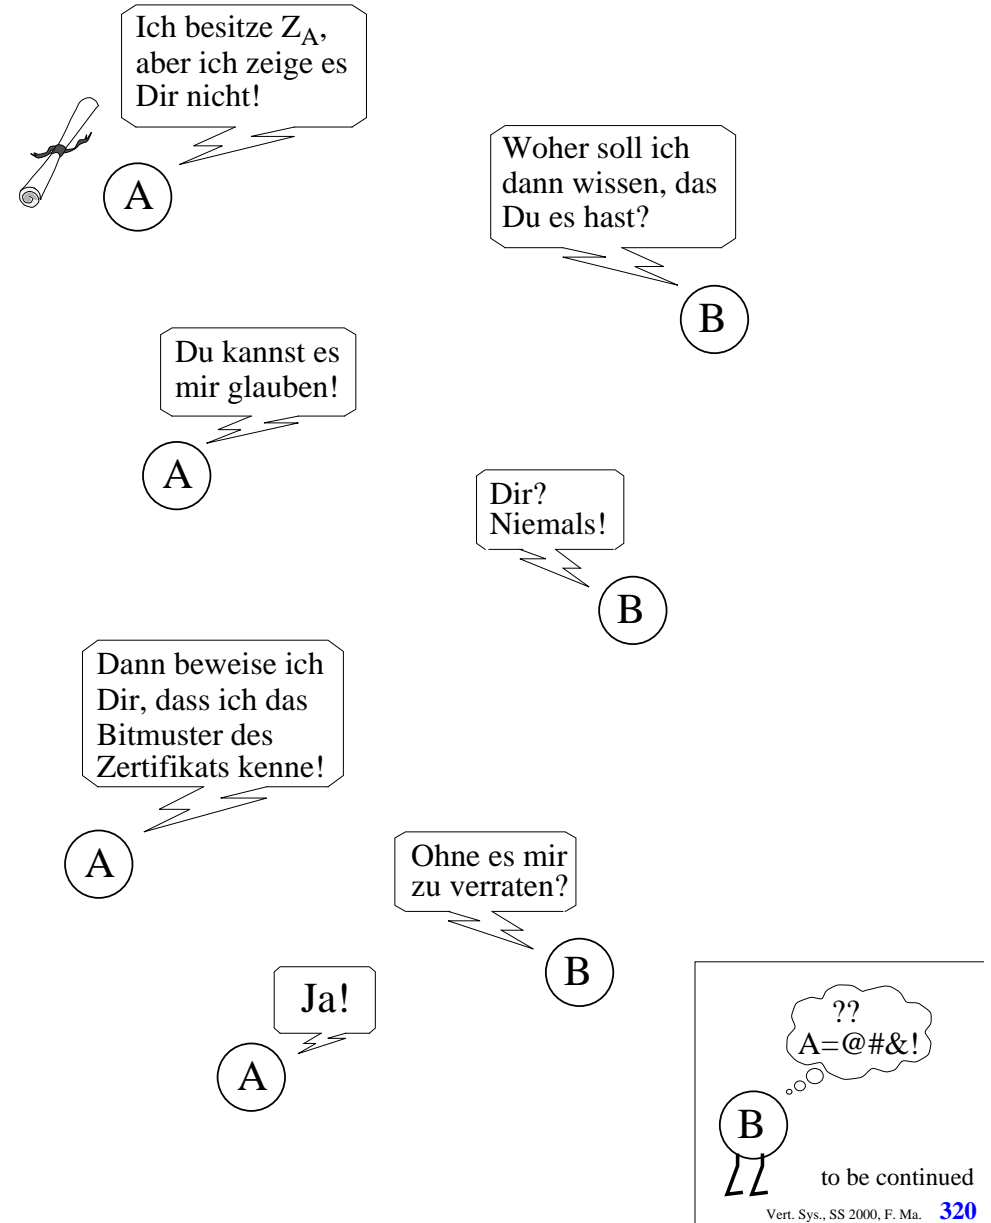 Ich besitze Z_A,
aber ich zeige es
Dir nicht!
A
Woher soll ich
dann wissen, das
Du es hast?
B
Du kannst es
mir glauben!
A
Dir?
Niemals!
B
Dann beweise ich
Dir, dass ich das
Bitmuster des
Zertifikats kenne!
A
Ohne es mir
zu verraten?
B
Ja!
A
??
A=@#&!
B
to be continued
Vert. Sys., SS 2000, F. Ma. 320